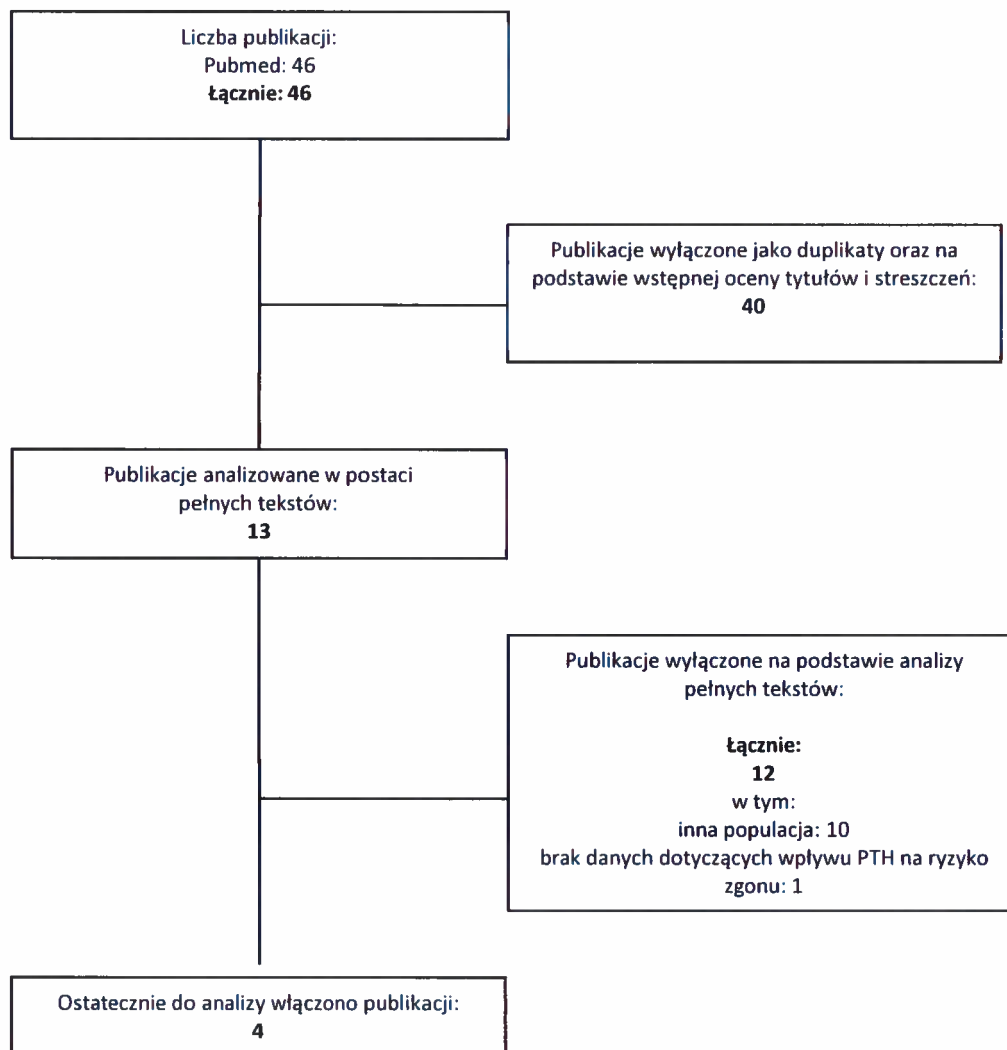 Liczba publikacji:
Pubmed: 46
Łącznie: 46
Publikacje wyłączone jako duplikaty oraz na
podstawie wstępnej oceny tytułów i streszczeń:
40
Publikacje analizowane w postaci
pełnych tekstów:
13
Publikacje wyłączone na podstawie analizy
pełnych tekstów:
Łącznie:
12
w tym:
inna populacja: 10
brak danych dotyczących wpływu PTH na ryzyko
zgonu: 1
Ostatecznie do analizy włączono publikacji:
4